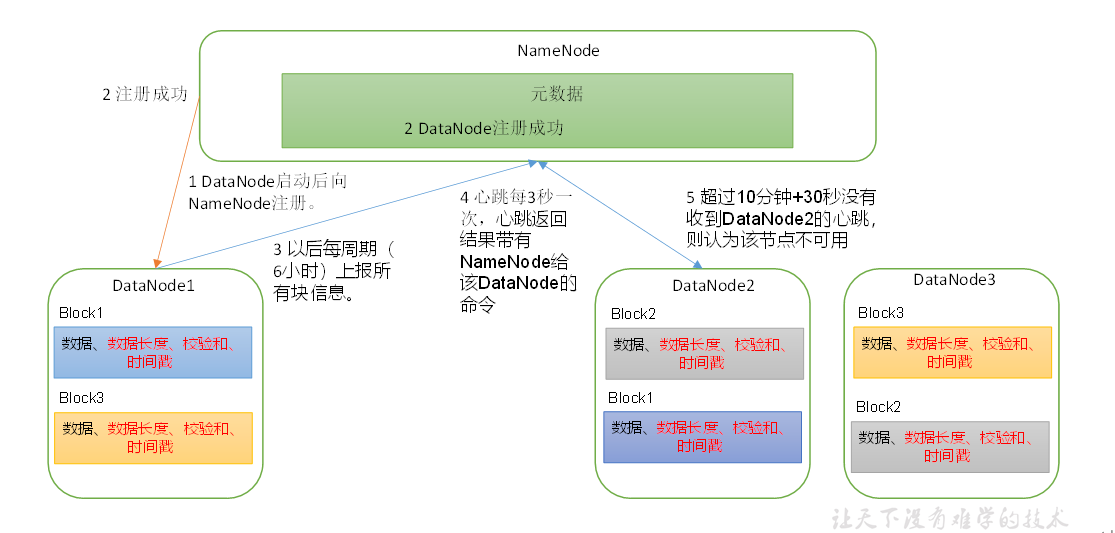 NameNode
元数据
2 DataNode注册成功
2 注册成功
1 DataNode启动后向
NameNode注册。
3 以后每周期（
6小时）上报所
有块信息。
4 心跳每3秒一
次，心跳返回
结果带有
NameNode给
该DataNode的
命令
5 超过10分钟+30秒没有
收到DataNode2的心跳，
则认为该节点不可用
DataNode1
Block1
数据、数据长度、校验和、
时间戳
Block3
数据、数据长度、校验和、
时间戳
DataNode2
Block2
数据、数据长度、校验和、
时间戳
Block1
数据、数据长度、校验和、
时间戳
DataNode3
Block3
数据、数据长度、校验和、
时间戳
Block2
数据、数据长度、校验和、
时间戳
让天下没有难学的技术